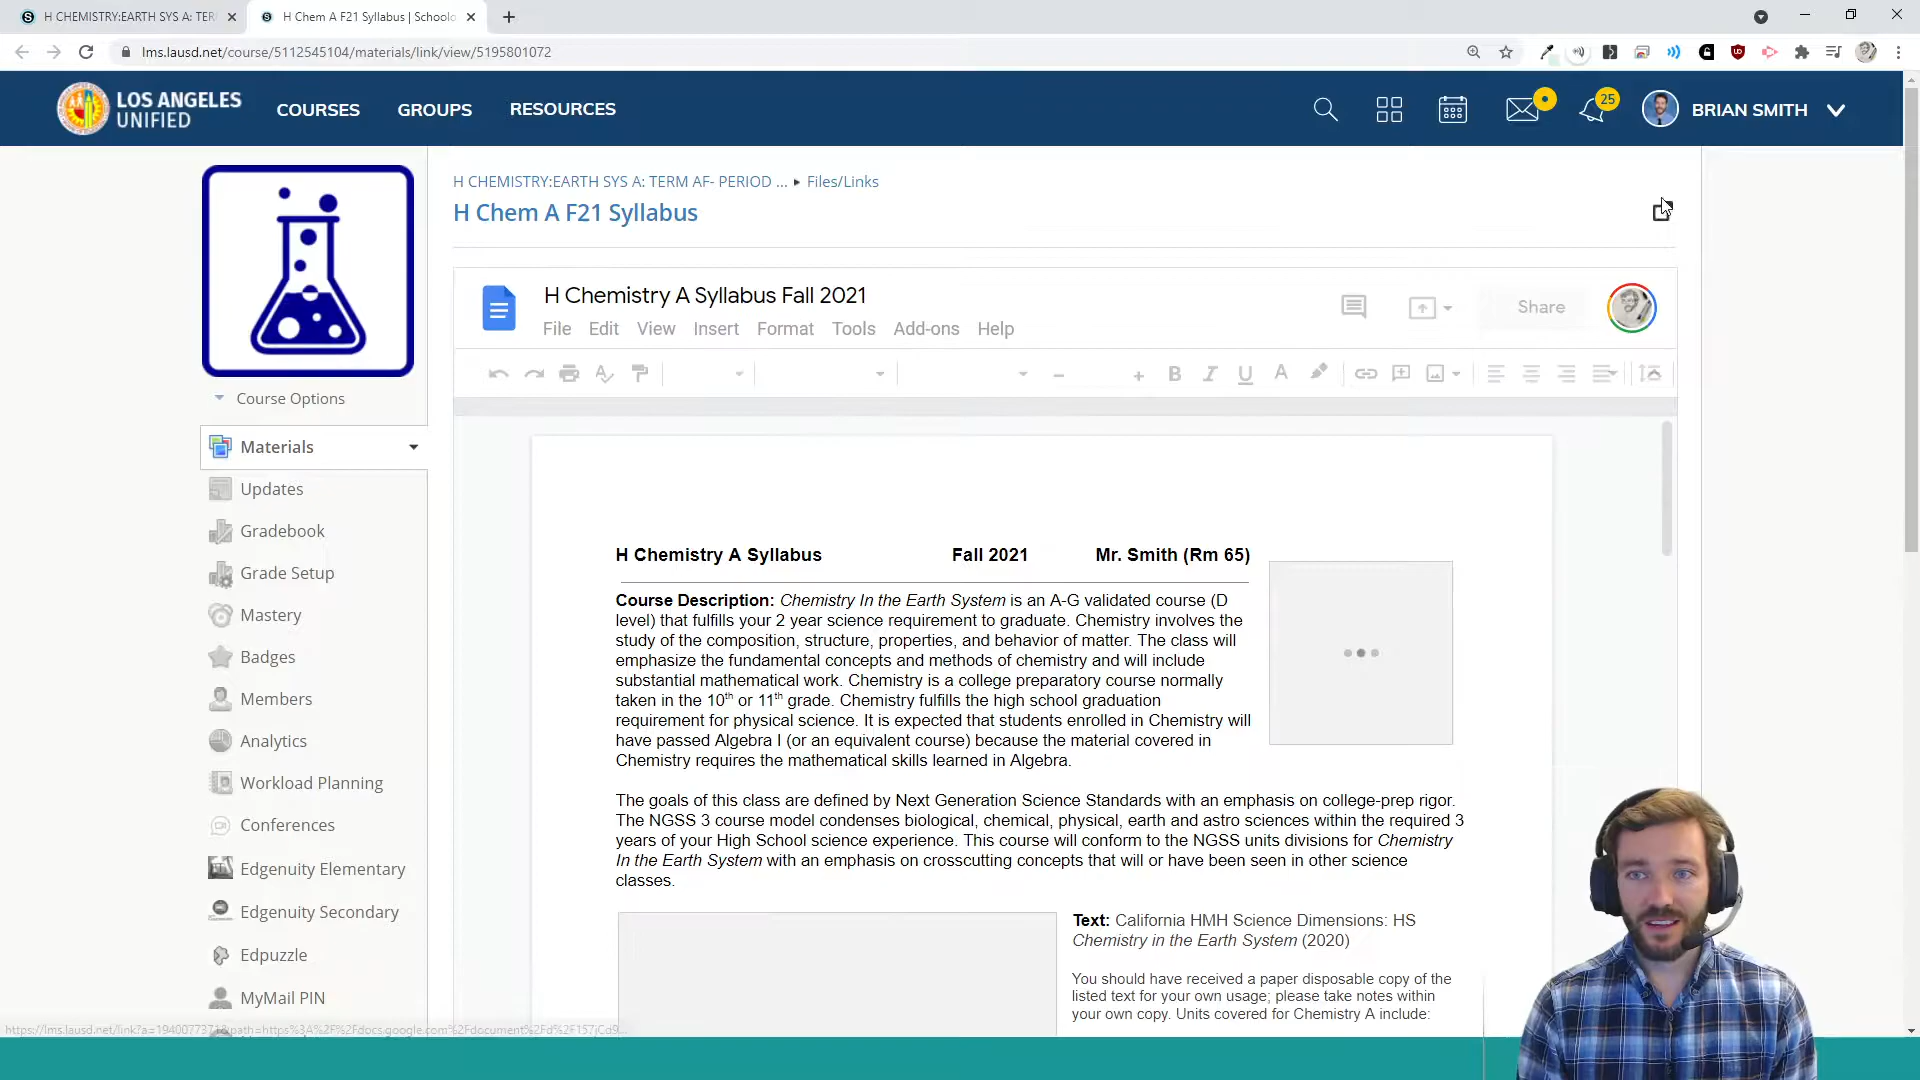 H CHEMISTRY:EARTH SYS A: TER
H Chem A F21 Syllabus | Schoolo
lms.lausd.net/course/5112545104/materials/link/view/5195801072
LOS ANGELES
UNIFIED
COURSES
GROUPS
RESOURCES
25
BRIAN SMITH
H CHEMISTRY:EARTH SYS A: TERM AF- PERIOD ... ▸ Files/Links
H Chem A F21 Syllabus
H Chemistry A Syllabus Fall 2021
File Edit View Insert Format Tools Add-ons Help
Share
Course Options
Materials
Updates
Gradebook
Grade Setup
Mastery
Badges
Members
Analytics
Workload Planning
Conferences
Edgenuity Elementary
Edgenuity Secondary
Edpuzzle
MyMail PIN
H Chemistry A Syllabus Fall 2021 Mr. Smith (Rm 65)
Course Description: Chemistry In the Earth System is an A-G validated course (D
level) that fulfills your 2 year science requirement to graduate. Chemistry involves the
study of the composition, structure, properties, and behavior of matter. The class will
emphasize the fundamental concepts and methods of chemistry and will include
substantial mathematical work. Chemistry is a college preparatory course normally
taken in the 10th or 11th grade. Chemistry fulfills the high school graduation
requirement for physical science. It is expected that students enrolled in Chemistry will
have passed Algebra I (or an equivalent course) because the material covered in
Chemistry requires the mathematical skills learned in Algebra.
The goals of this class are defined by Next Generation Science Standards with an emphasis on college-prep rigor.
The NGSS 3 course model condenses biological, chemical, physical, earth and astro sciences within the required 3
years of your High School science experience. This course will conform to the NGSS units divisions for Chemistry
In the Earth System with an emphasis on crosscutting concepts that will or have been seen in other science
classes.
Text: California HMH Science Dimensions: HS
Chemistry in the Earth System (2020)
You should have received a paper disposable copy of the
listed text for your own usage; please take notes within
your own copy. Units covered for Chemistry A include: